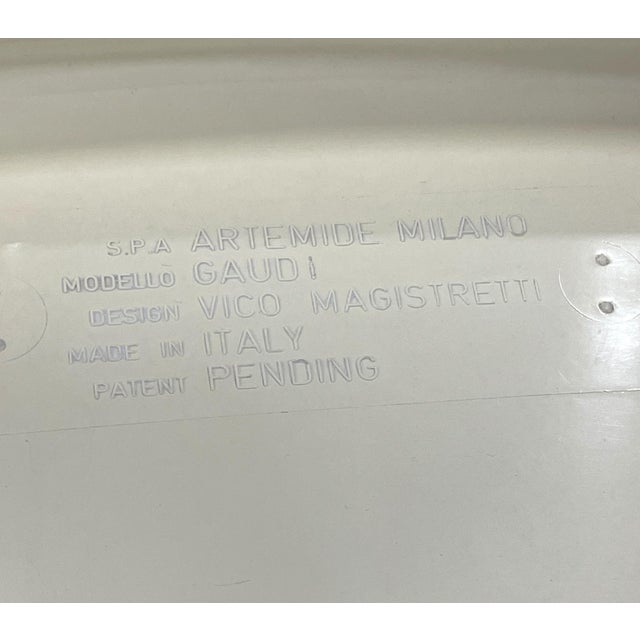 S.P.A ARTEMIDE MILANO
MODELLO GAUDi
DESIGN VICO MAGISTRETTI
MADE IN ITALY
PATENT PENDING